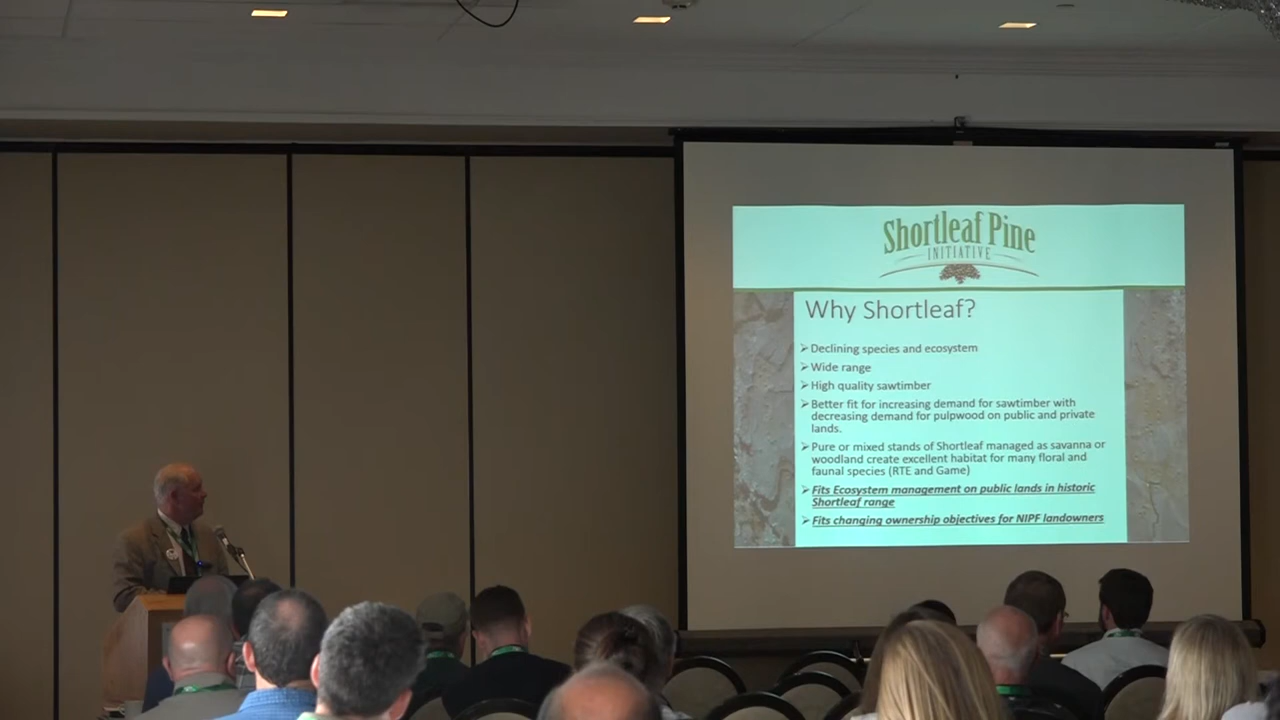 Shortleaf Pine
INITIATIVE
Why Shortleaf?
➢Declining species and ecosystem
➢Wide range
➢High quality sawtimber
➢Better fit for increasing demand for sawtimber with
decreasing demand for pulpwood on public and private
lands.
➢Pure or mixed stands of Shortleaf managed as savanna or
woodland create excellent habitat for many floral and
faunal species (RTE and Game)
➢Fits Ecosystem management on public lands in historic
Shortleaf range
➢Fits changing ownership objectives for NIPF landowners